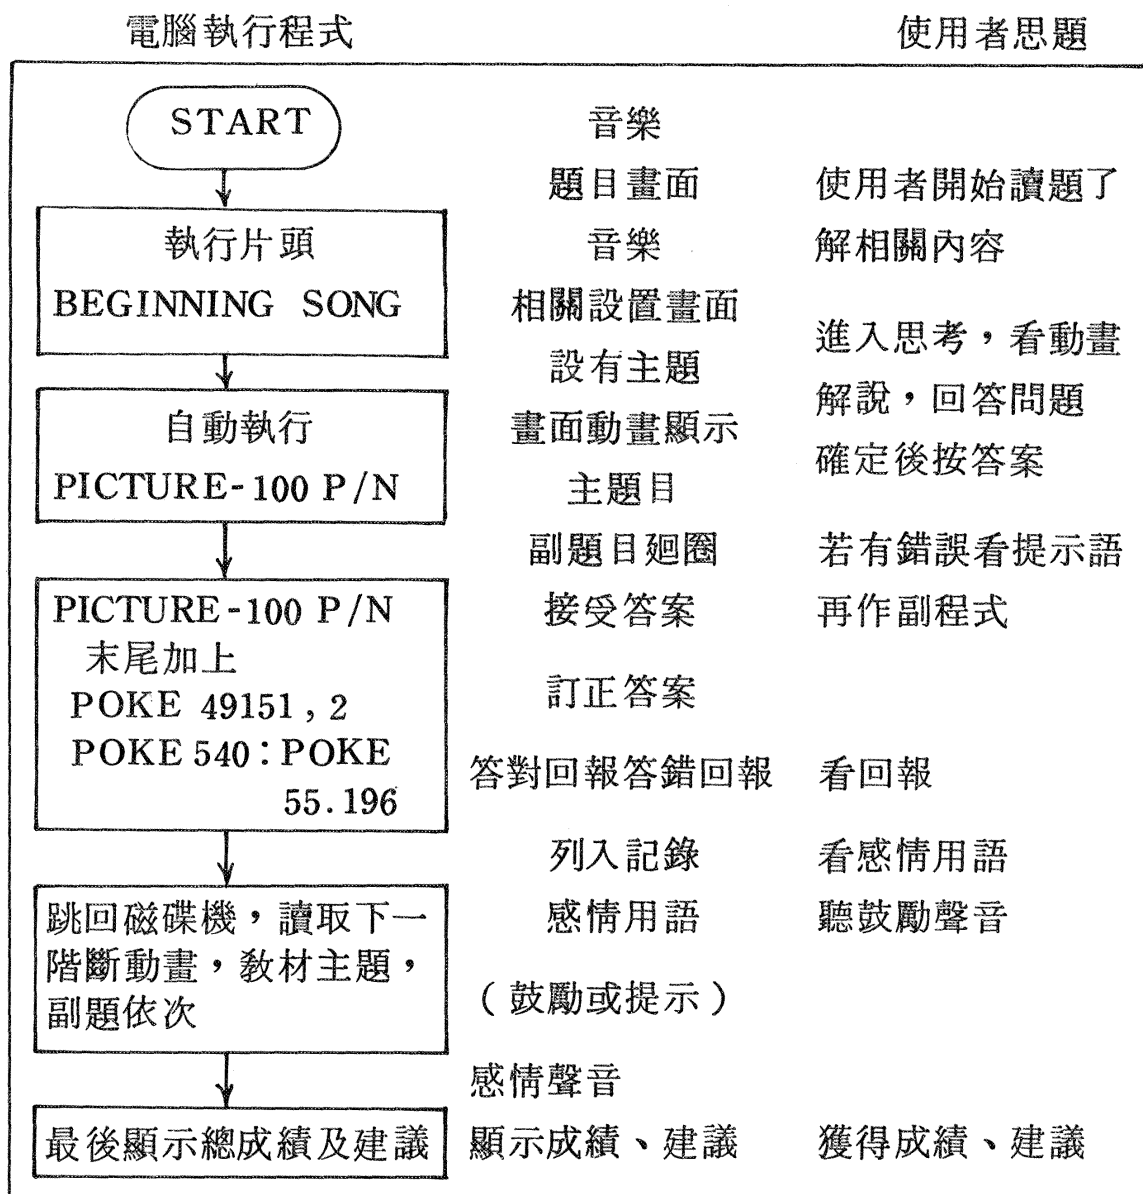 電腦執行程式
使用者思題
START
執行片頭
BEGINNING SONG
自動執行
PICTURE-100 P/N
PICTURE-100 P/N
末尾加上
POKE 49151,2
POKE 540:POKE
55.196
跳回磁碟機,讀取下一
階斷動畫,教材主題,
副題依次
最後顯示總成績及建議
音樂
題目畫面
音樂
相關設置畫面
設有主題
畫面動畫顯示
主題目
副題目廻圈
接受答案
訂正答案
答對回報答錯回報
列入記錄
感情用語
(鼓勵或提示)
感情聲音
顯示成績、建議
使用者開始讀題了
解相關內容
進入思考,看動畫
解說,回答問題
確定後按答案
若有錯誤看提示語
再作副程式
看回報
看感情用語
聽鼓勵聲音
獲得成績、建議